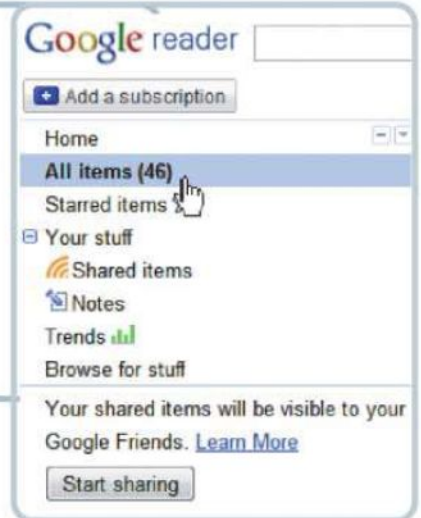 Google reader
Add a subscription
Home
All items (46)
Starred items
Your stuff
Shared items
Notes
Trends
Browse for stuff
Your shared items will be visible to your
Google Friends. Learn More
Start sharing